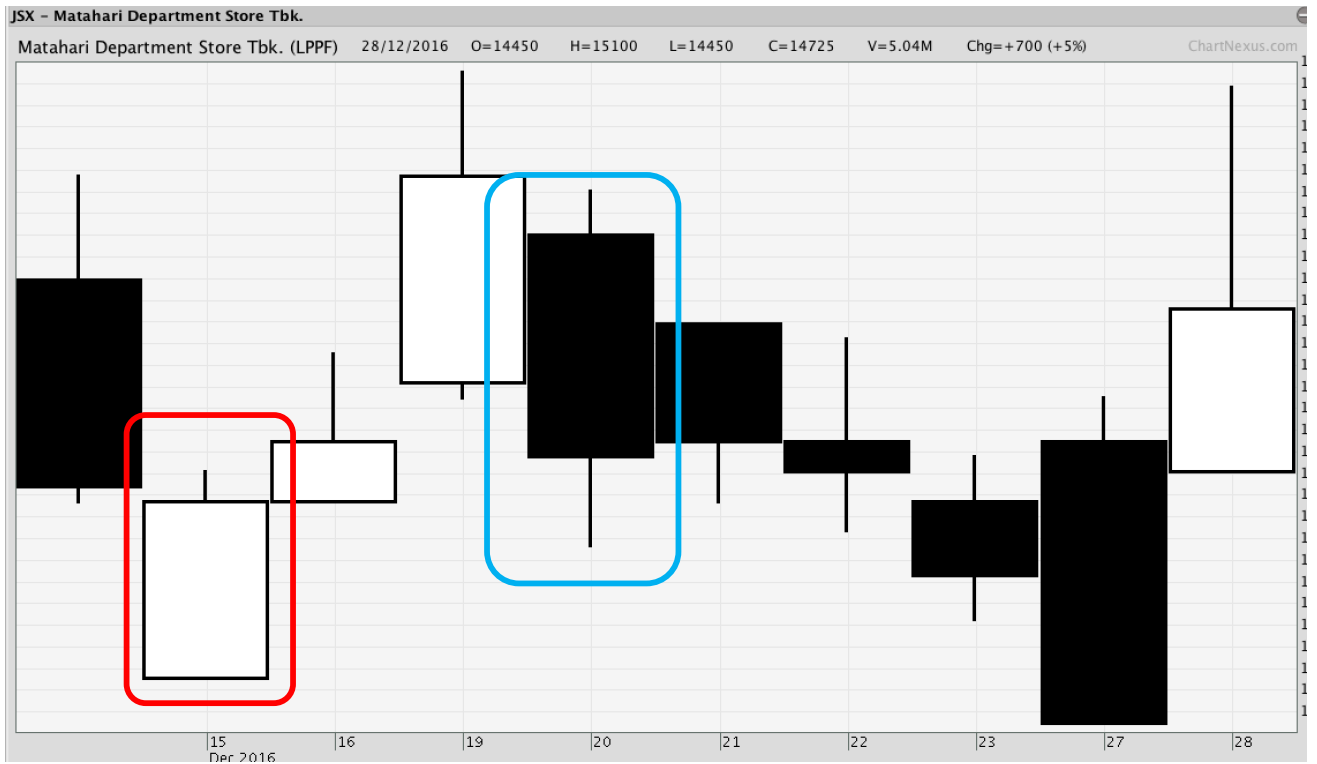 JSX – Matahari Department Store Tbk.
Matahari Department Store Tbk. (LPPF) 28/12/2016 O=14450 H=15100 L=14450 C=14725 V=5.04M Chg=+700 (+5%) ChartNexus.com
15 16 19 20 21 22 23 27 28
Dec 2016